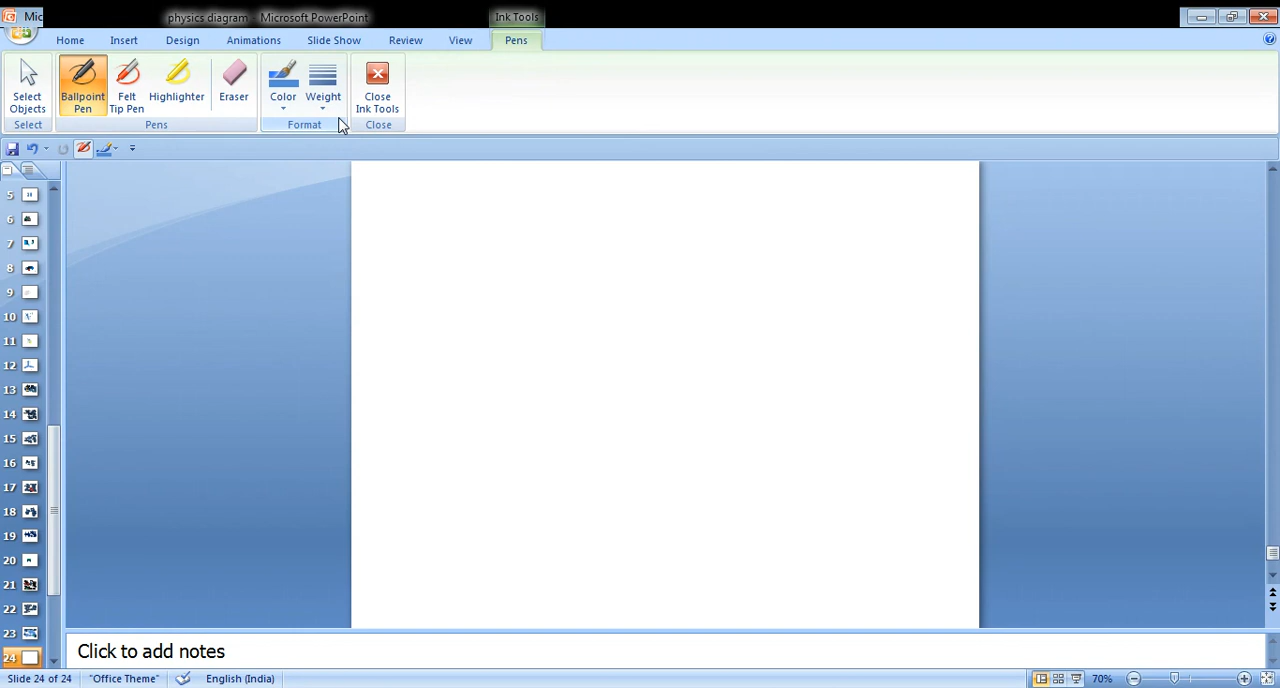 Mic
physics diagram - Microsoft PowerPoint
Ink Tools
Home
Insert
Design
Animations
Slide Show
Review
View
Pens
Select Objects
Ballpoint Pen
Felt Tip Pen
Highlighter
Eraser
Color
Weight
Close Ink Tools
Select
Pens
Format
Close
5
6
7
8
9
10
11
12
13
14
15
16
17
18
19
20
21
22
23
24
Click to add notes
Slide 24 of 24
"Office Theme"
English (India)
70%